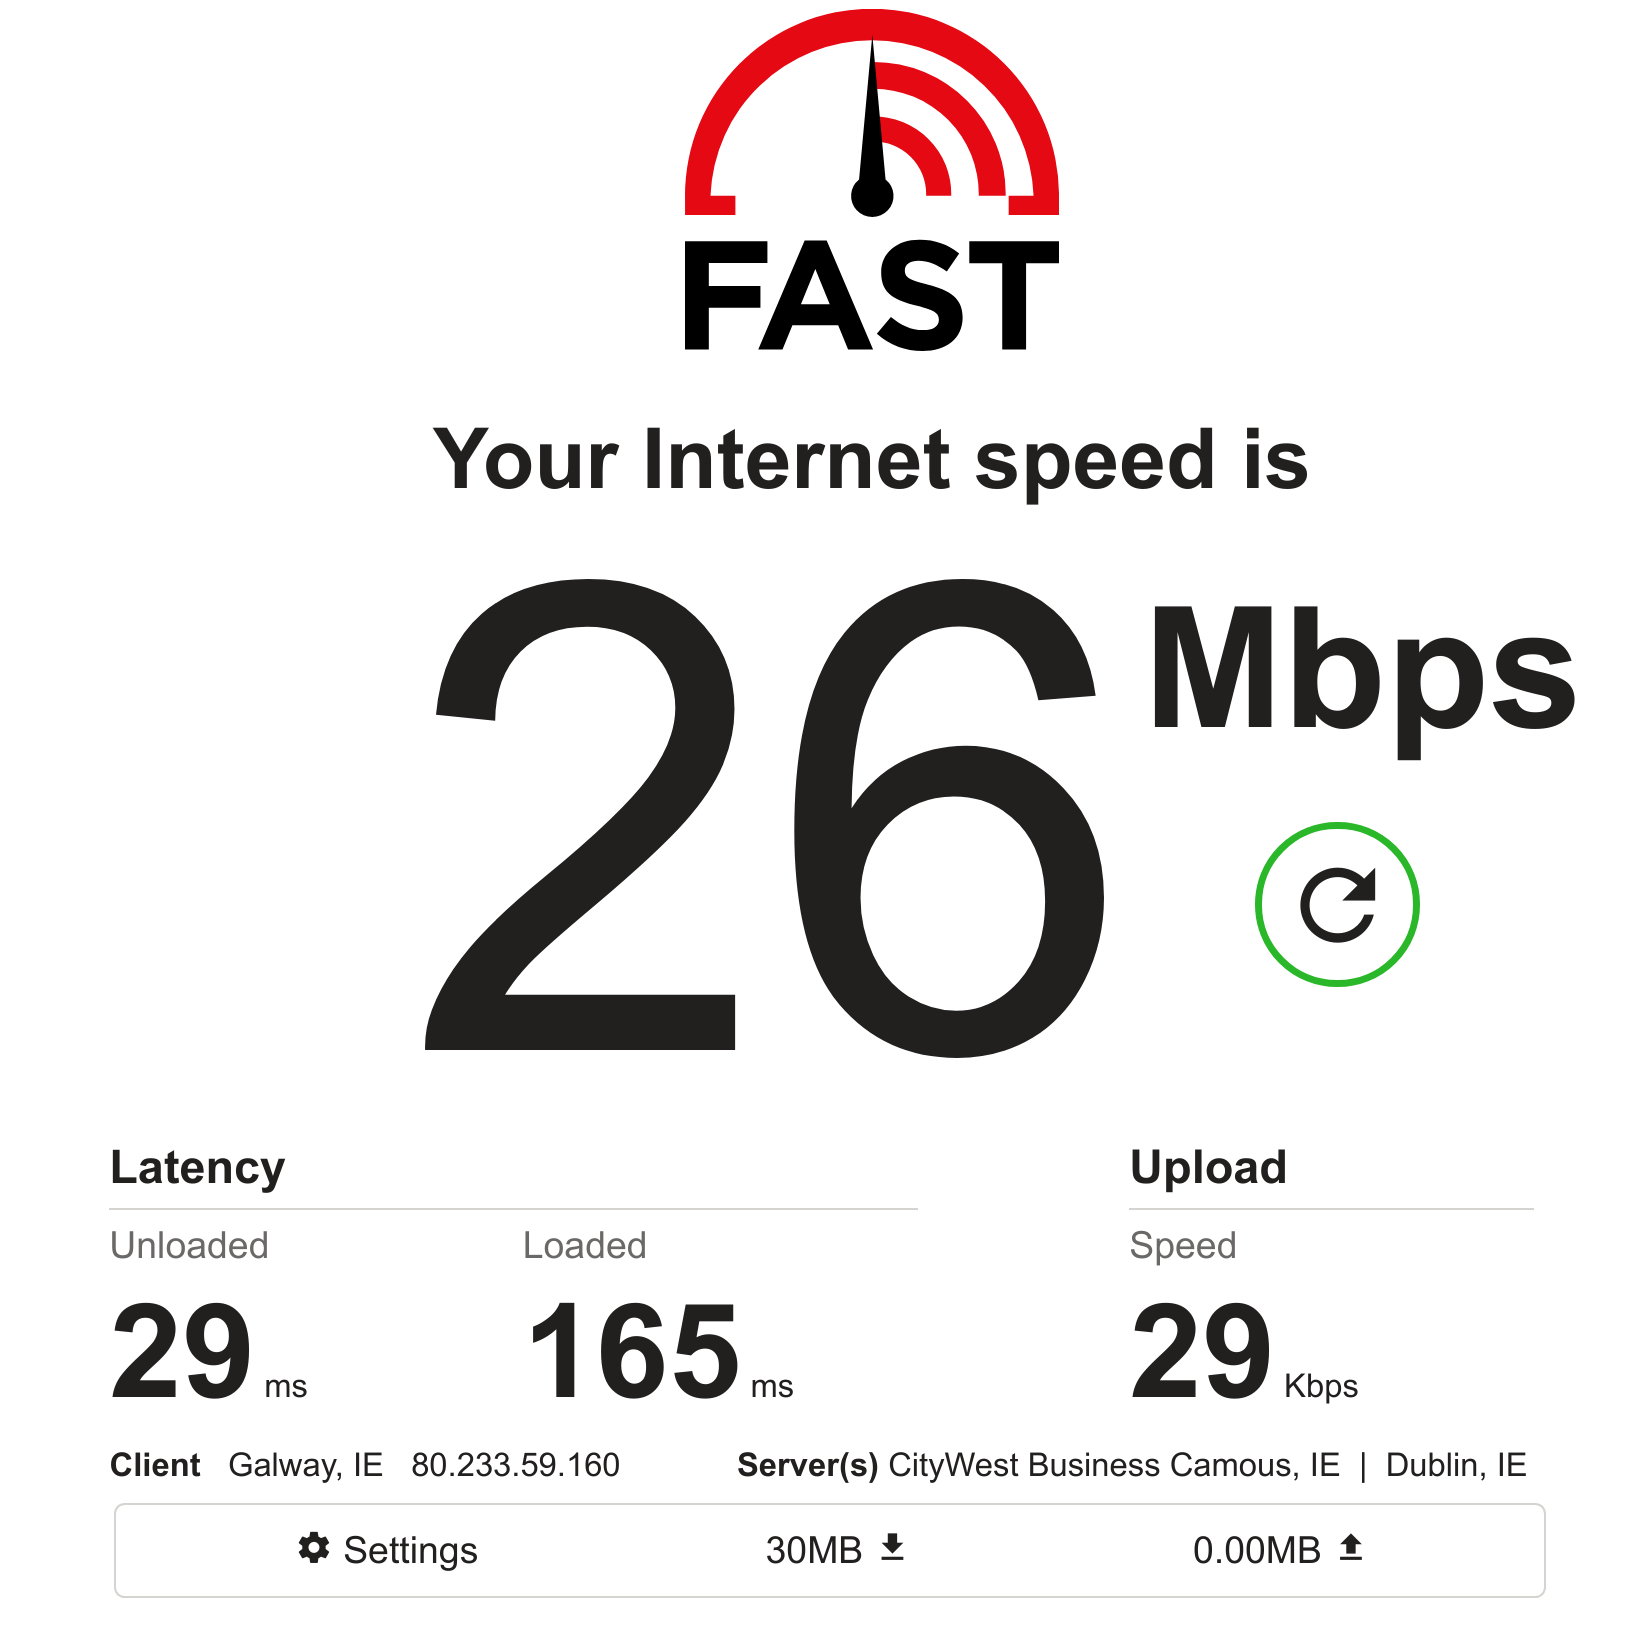 FAST
Your Internet speed is
26 Mbps
Latency
Upload
Unloaded
Loaded
Speed
29 ms
165 ms
29 Kbps
Client Galway, IE 80.233.59.160
Server(s) CityWest Business Camous, IE | Dublin, IE
Settings
30MB
0.00MB